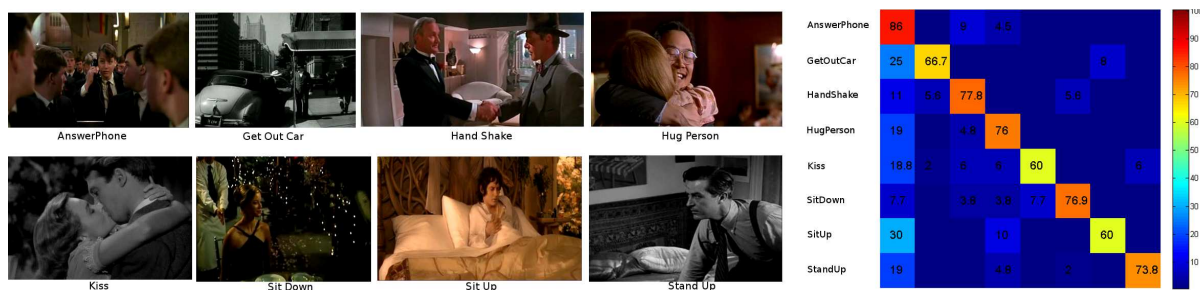 AnswerPhone
Get Out Car
Hand Shake
Hug Person
Kiss
Sit Down
Sit Up
Stand Up
AnswerPhone 86 9 4.5
GetOutCar 25 66.7 8
HandShake 11 5.6 77.8 5.6
HugPerson 19 4.8 76
Kiss 18.8 2 6 6 60 6
SitDown 7.7 3.8 3.8 7.7 76.9
SitUp 30 10 60
StandUp 19 4.8 2 73.8
100
90
80
70
60
50
40
30
20
10